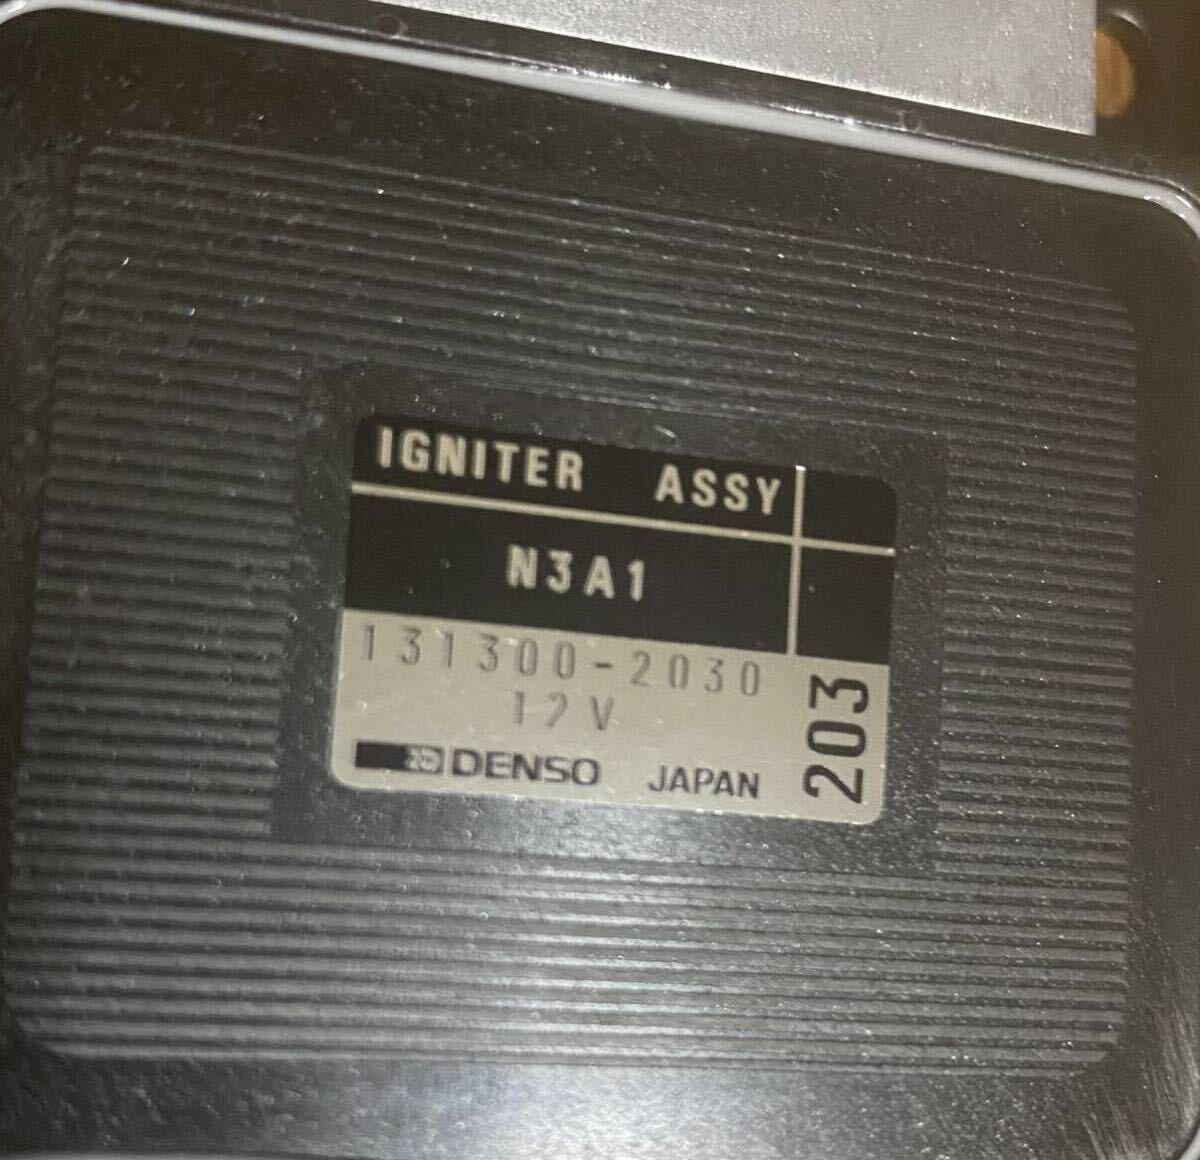 IGNITER ASSY
N3A1
131300-2030
12V
DENSO JAPAN
203